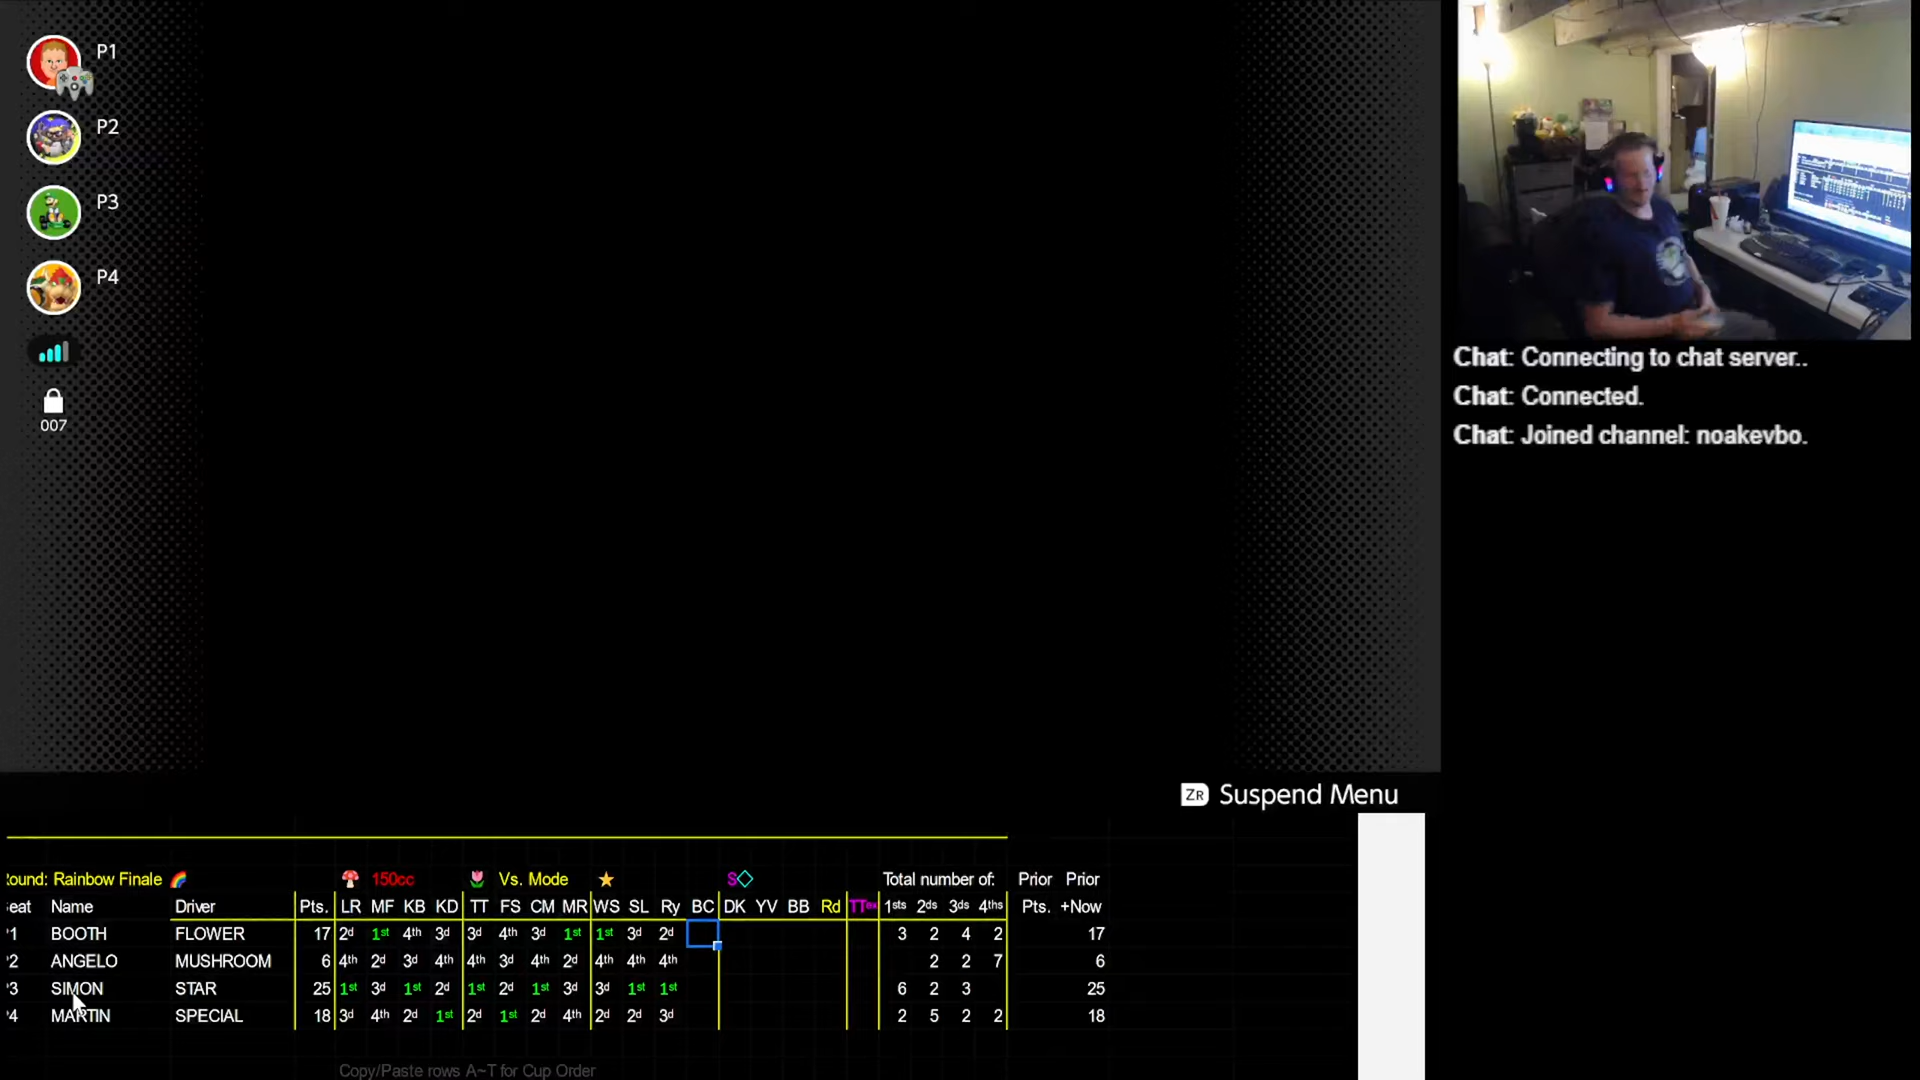 P1
P2
P3
P4
007
Chat: Connecting to chat server..
Chat: Connected.
Chat: Joined channel: noakevbo.
ZR Suspend Menu
ound: Rainbow Finale 150cc Vs. Mode S Total number of: Prior Prior
eat Name Driver Pts. LR MF KB KD TT FS CM MR WS SL Ry BC DK YV BB Rd 1sts 2ds 3ds 4ths Pts. +Now
1 BOOTH FLOWER 17 2d 1st 4th 3d 3d 4th 3d 1st 1st 3d 2d 3 2 4 2 17
2 ANGELO MUSHROOM 6 4th 2d 3d 4th 4th 3d 4th 2d 4th 4th 4th 2 2 7 6
3 SIMON STAR 25 1st 3d 1st 2d 1st 2d 1st 3d 3d 1st 1st 6 2 3 25
4 MARTIN SPECIAL 18 3d 4th 2d 1st 2d 1st 2d 4th 2d 2d 3d 2 5 2 2 18
Copy/Paste rows A~T for Cup Order